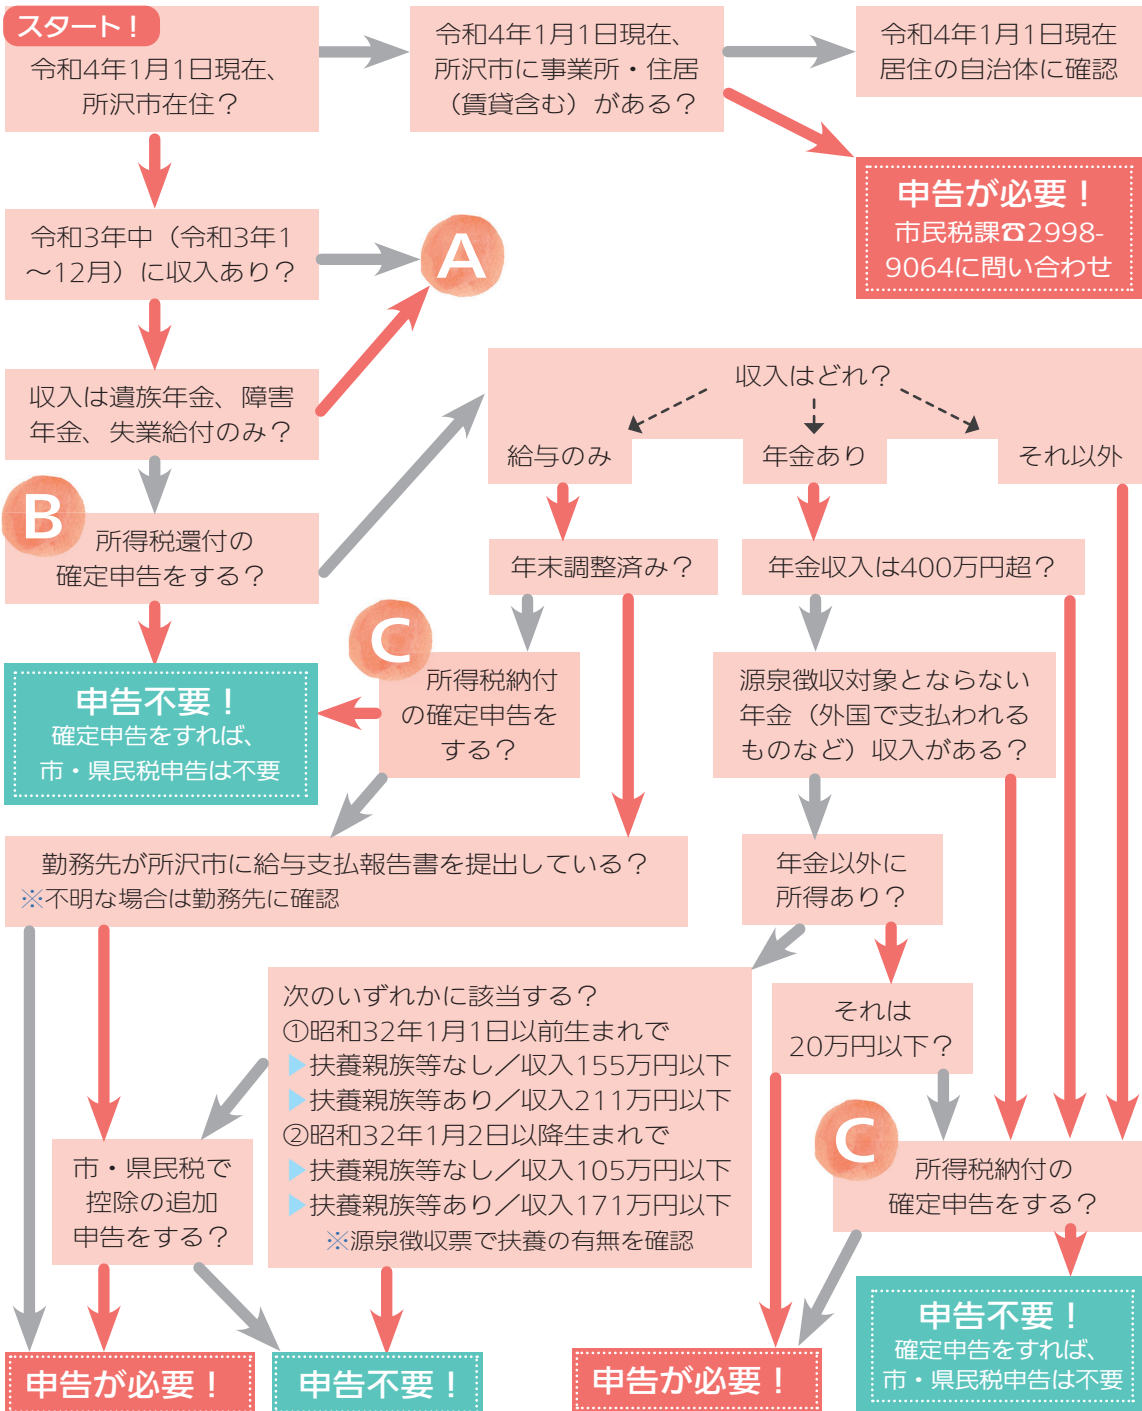 スタート！
令和4年1月1日現在、
所沢市在住？
令和4年1月1日現在、
所沢市に事業所・住居
（賃貸含む）がある？
令和4年1月1日現在
居住の自治体に確認
申告が必要！
市民税課☎2998-
9064に問い合わせ
令和3年中（令和3年1
～12月）に収入あり？
A
収入は遺族年金、障害
年金、失業給付のみ？
収入はどれ？
給与のみ
年金あり
それ以外
B
所得税還付の
確定申告をする？
年末調整済み？
年金収入は400万円超？
申告不要！
確定申告をすれば、
市・県民税申告は不要
C
所得税納付
の確定申告を
する？
源泉徴収対象とならない
年金（外国で支払われる
ものなど）収入がある？
勤務先が所沢市に給与支払報告書を提出している？
※不明な場合は勤務先に確認
年金以外に
所得あり？
次のいずれかに該当する？
①昭和32年1月1日以前生まれで
▶扶養親族等なし／収入155万円以下
▶扶養親族等あり／収入211万円以下
②昭和32年1月2日以降生まれで
▶扶養親族等なし／収入105万円以下
▶扶養親族等あり／収入171万円以下
※源泉徴収票で扶養の有無を確認
それは
20万円以下？
市・県民税で
控除の追加
申告をする？
C
所得税納付の
確定申告をする？
申告が必要！
申告不要！
申告が必要！
申告不要！
確定申告をすれば、
市・県民税申告は不要